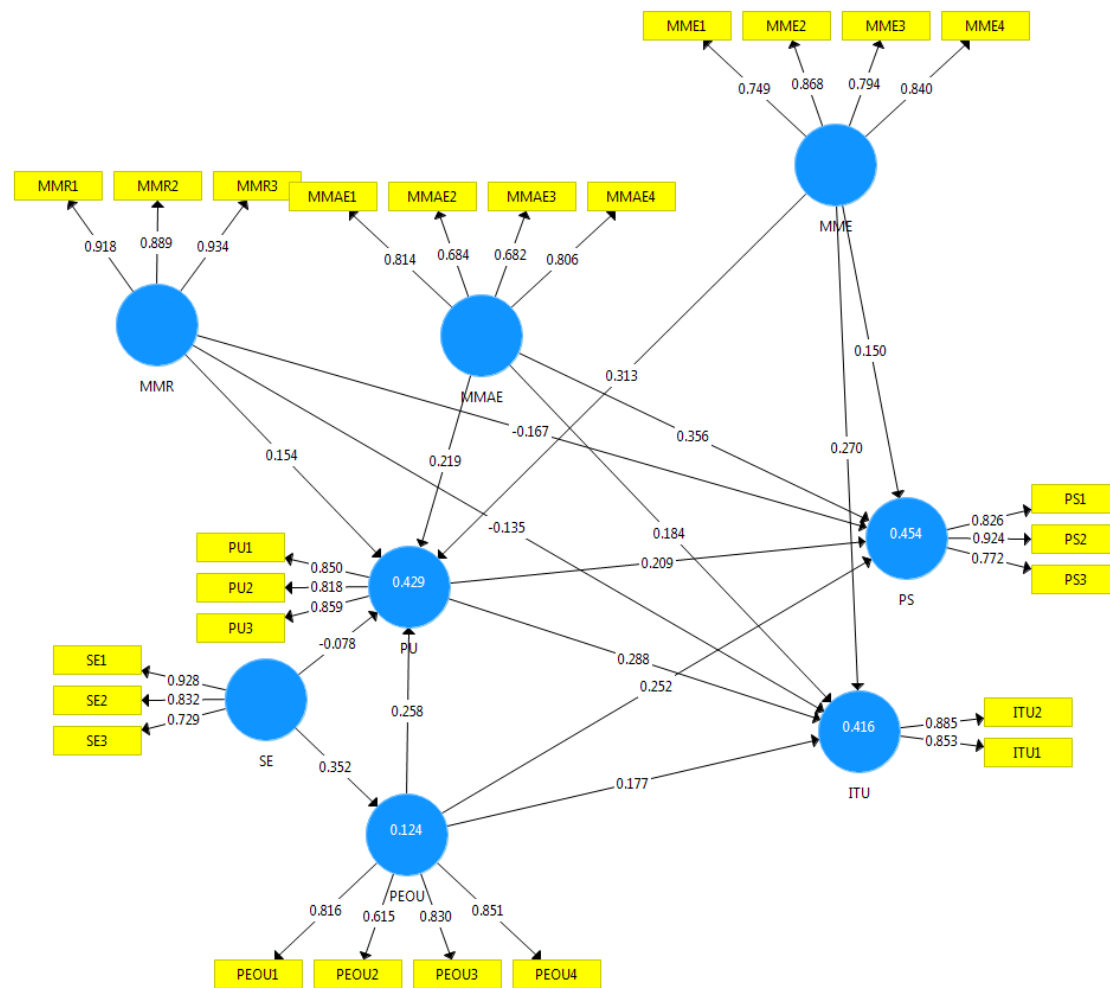 MME1 MME2 MME3 MME4
0.749 0.868 0.794 0.840
MME
MMR1 MMR2 MMR3
0.918 0.889 0.934
MMR
MMAE1 MMAE2 MMAE3 MMAE4
0.814 0.684 0.682 0.806
MMAE
0.313
0.150
-0.167
0.356
0.270
0.154
0.219
-0.135
0.184
0.209
PS1
PS2
PS3
0.826
0.924
0.772
0.454
PS
PU1
PU2
PU3
0.850
0.818
0.859
0.429
PU
-0.078
0.288
0.252
0.258
SE1
SE2
SE3
0.928
0.832
0.729
SE
0.352
0.177
0.416
ITU
0.885
0.853
ITU2
ITU1
0.124
PEOU
0.816 0.615 0.830 0.851
PEOU1 PEOU2 PEOU3 PEOU4